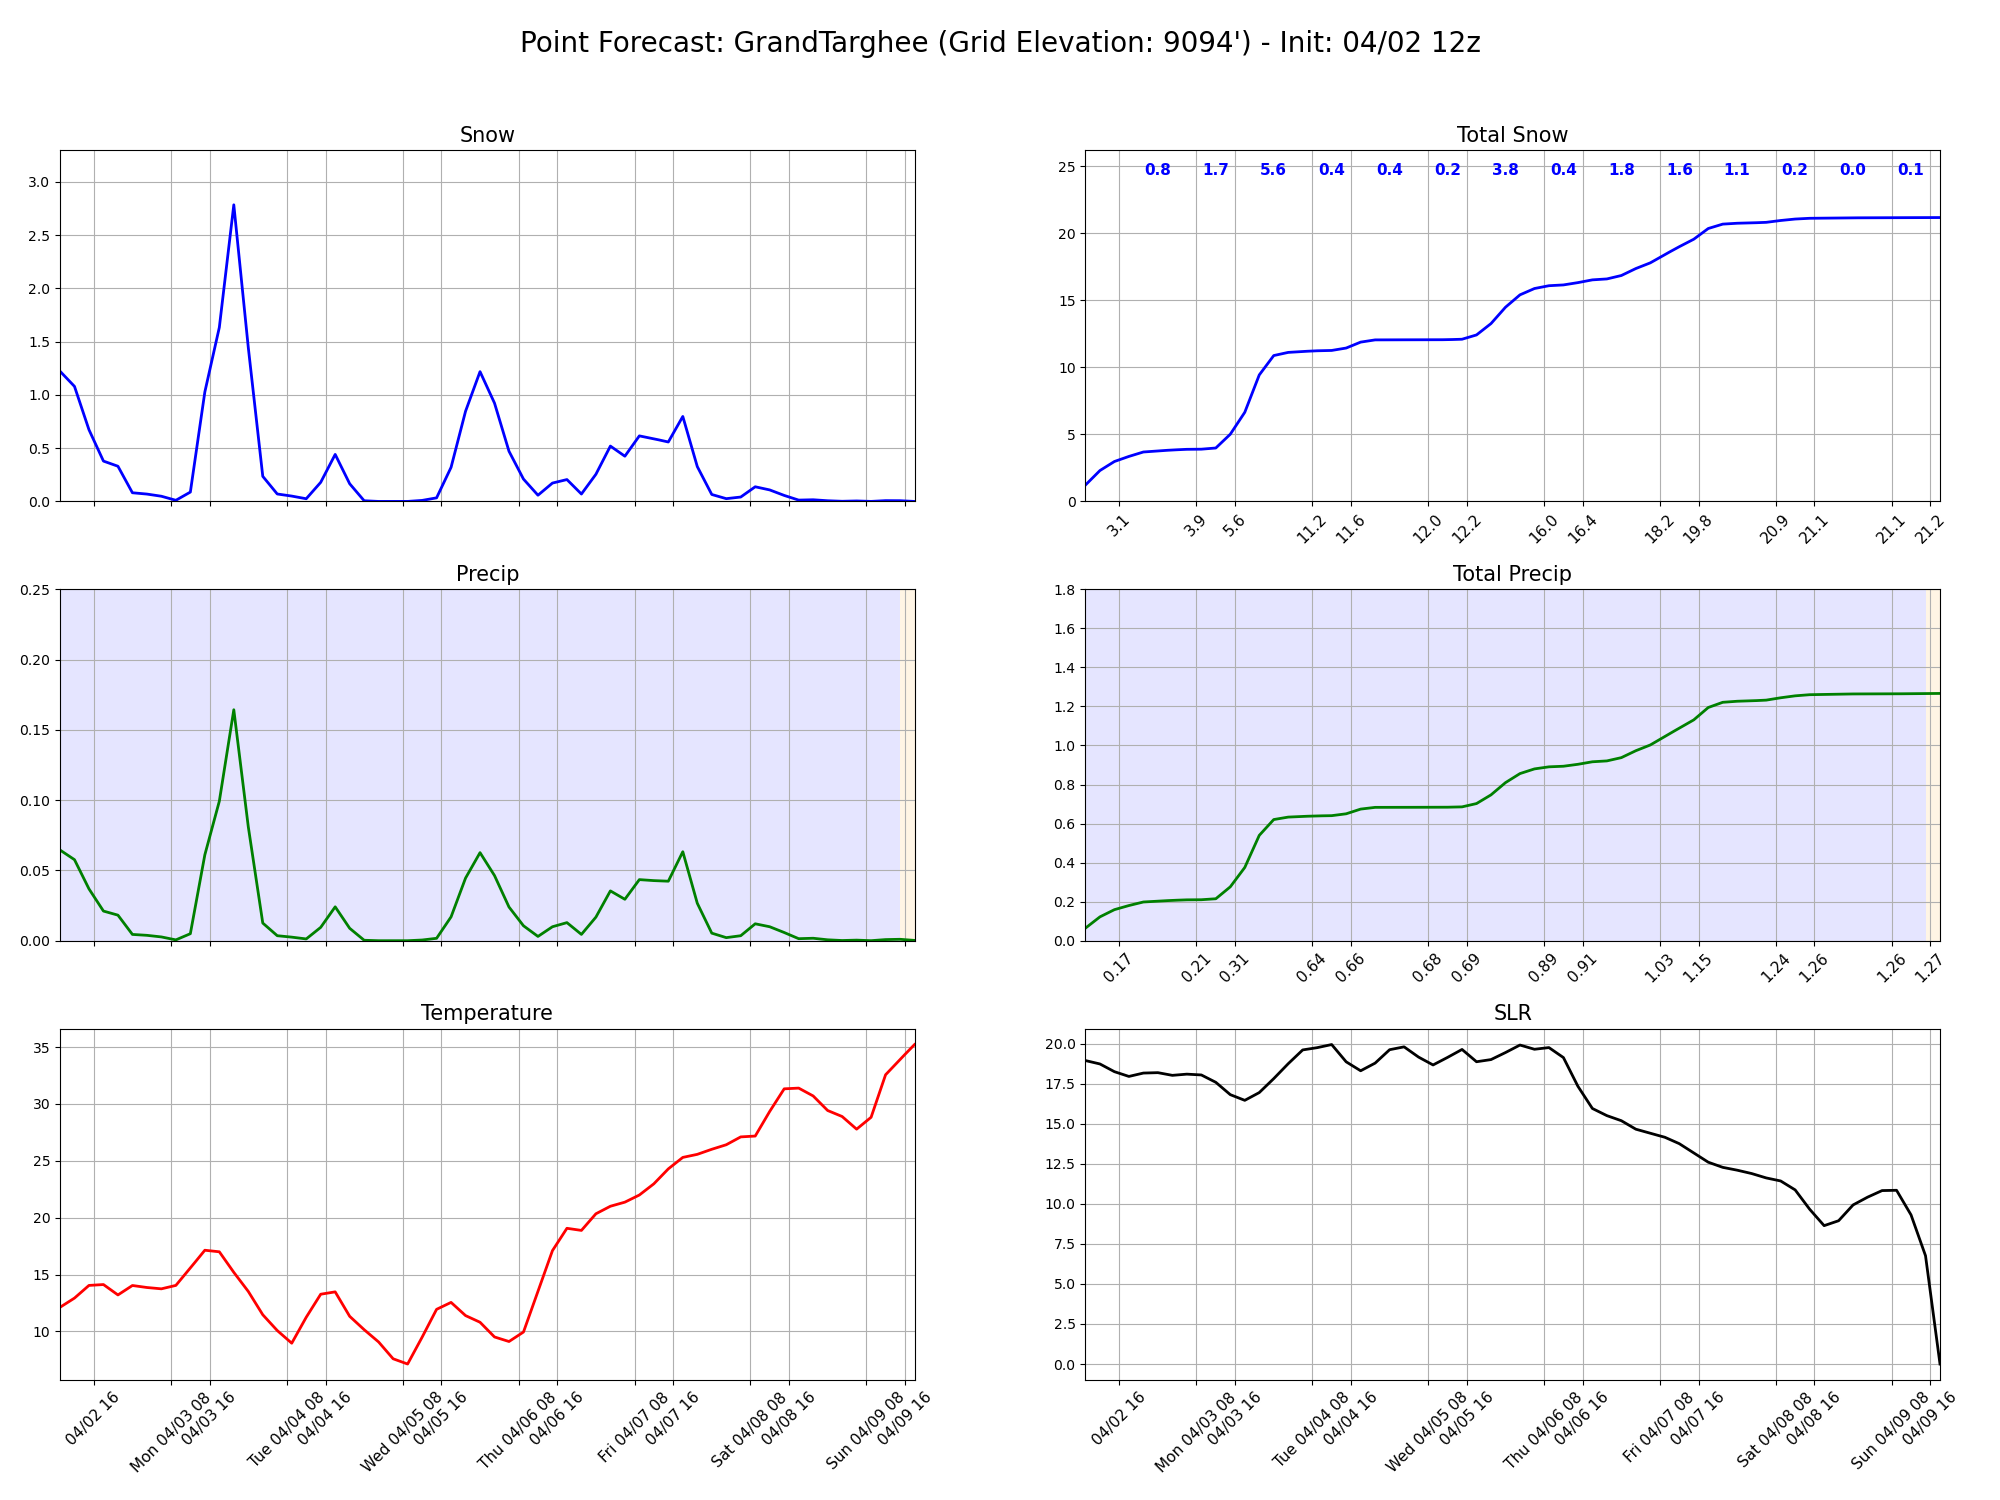 Point Forecast: GrandTarghee (Grid Elevation: 9094') - Init: 04/02 12z
Snow
3.0
2.5
2.0
1.5
1.0
0.5
0.0
Total Snow
25
20
15
10
5
0
0.8 1.7 5.6 0.4 0.4 0.2 3.8 0.4 1.8 1.6 1.1 0.2 0.0 0.1
3.1 3.9 5.6 11.2 11.6 12.0 12.2 16.0 16.4 18.2 19.8 20.9 21.1 21.1 21.2
Precip
0.25
0.20
0.15
0.10
0.05
0.00
Total Precip
1.8
1.6
1.4
1.2
1.0
0.8
0.6
0.4
0.2
0.0
0.17 0.21 0.31 0.64 0.66 0.68 0.69 0.89 0.91 1.03 1.15 1.24 1.26 1.26 1.27
Temperature
35
30
25
20
15
10
04/02 16
Mon 04/03 08
04/03 16
Tue 04/04 08
04/04 16
Wed 04/05 08
04/05 16
Thu 04/06 08
04/06 16
Fri 04/07 08
04/07 16
Sat 04/08 08
04/08 16
Sun 04/09 08
04/09 16
SLR
20.0
17.5
15.0
12.5
10.0
7.5
5.0
2.5
0.0
04/02 16
Mon 04/03 08
04/03 16
Tue 04/04 08
04/04 16
Wed 04/05 08
04/05 16
Thu 04/06 08
04/06 16
Fri 04/07 08
04/07 16
Sat 04/08 08
04/08 16
Sun 04/09 08
04/09 16